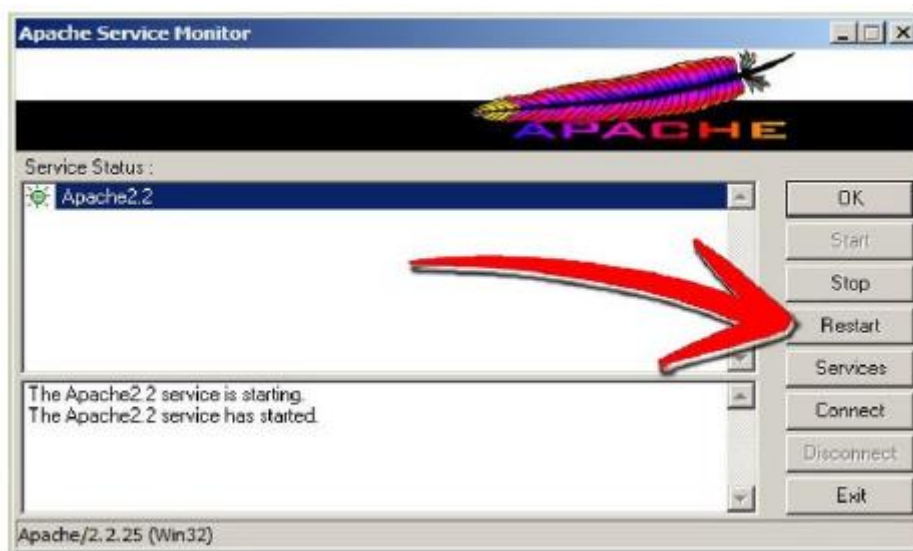 Apache Service Monitor
APACHE
Service Status :
Apache2.2
OK
Start
Stop
Restart
Services
Connect
Disconnect
Exit
The Apache2.2 service is starting.
The Apache2.2 service has started.
Apache/2.2.25 (Win32)